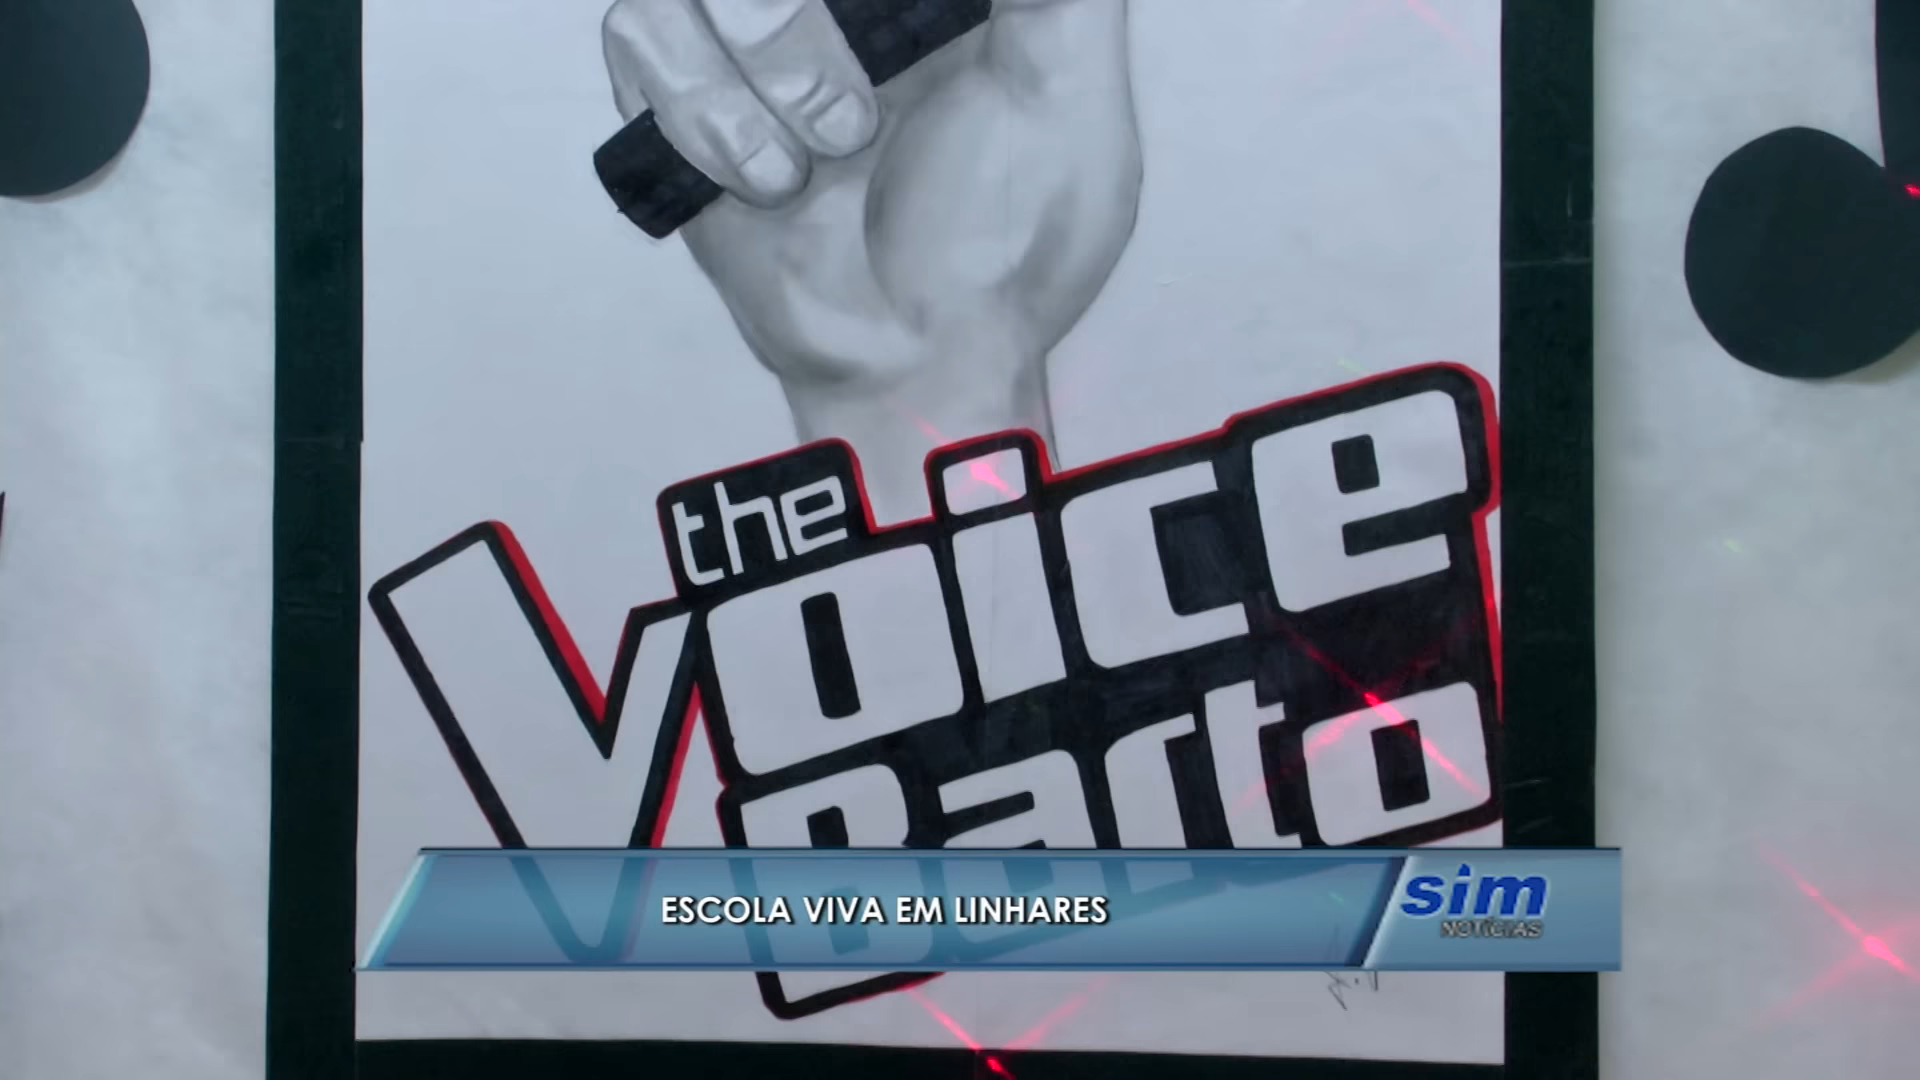 the
Voice
Barto
ESCOLA VIVA EM LINHARES
sim
NOTÍCIAS